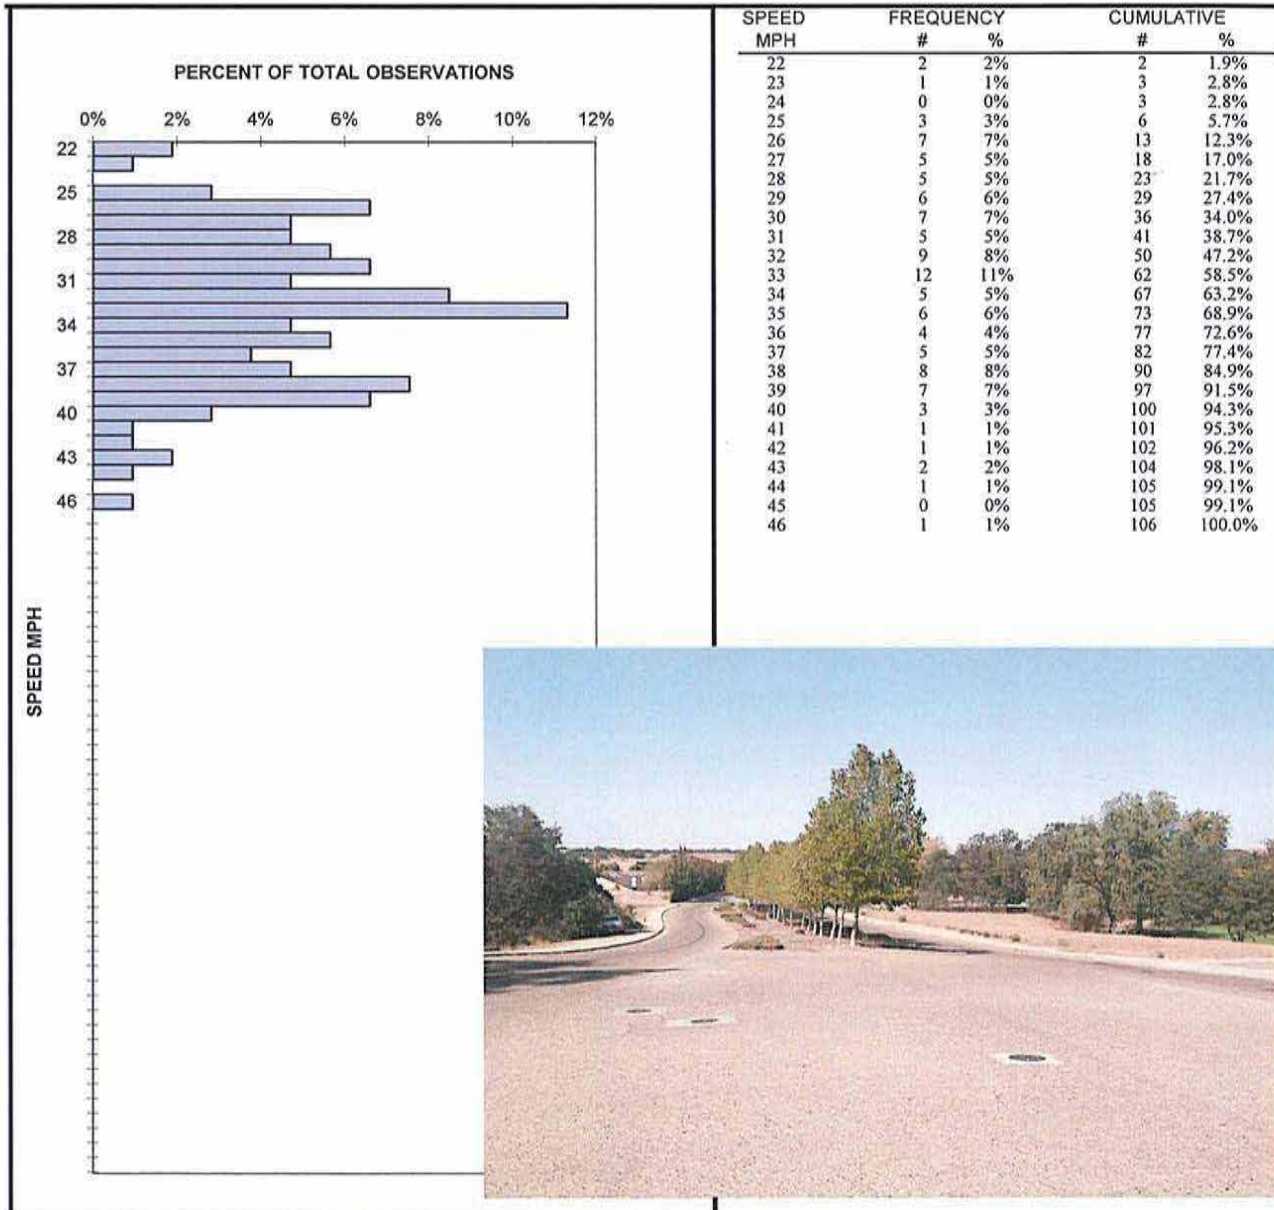 PERCENT OF TOTAL OBSERVATIONS
0% 2% 4% 6% 8% 10% 12%
22
25
28
31
34
37
40
43
46
SPEED MPH
SPEED FREQUENCY CUMULATIVE
MPH # % # %
22 2 2% 2 1.9%
23 1 1% 3 2.8%
24 0 0% 3 2.8%
25 3 3% 6 5.7%
26 7 7% 13 12.3%
27 5 5% 18 17.0%
28 5 5% 23 21.7%
29 6 6% 29 27.4%
30 7 7% 36 34.0%
31 5 5% 41 38.7%
32 9 8% 50 47.2%
33 12 11% 62 58.5%
34 5 5% 67 63.2%
35 6 6% 73 68.9%
36 4 4% 77 72.6%
37 5 5% 82 77.4%
38 8 8% 90 84.9%
39 7 7% 97 91.5%
40 3 3% 100 94.3%
41 1 1% 101 95.3%
42 1 1% 102 96.2%
43 2 2% 104 98.1%
44 1 1% 105 99.1%
45 0 0% 105 99.1%
46 1 1% 106 100.0%